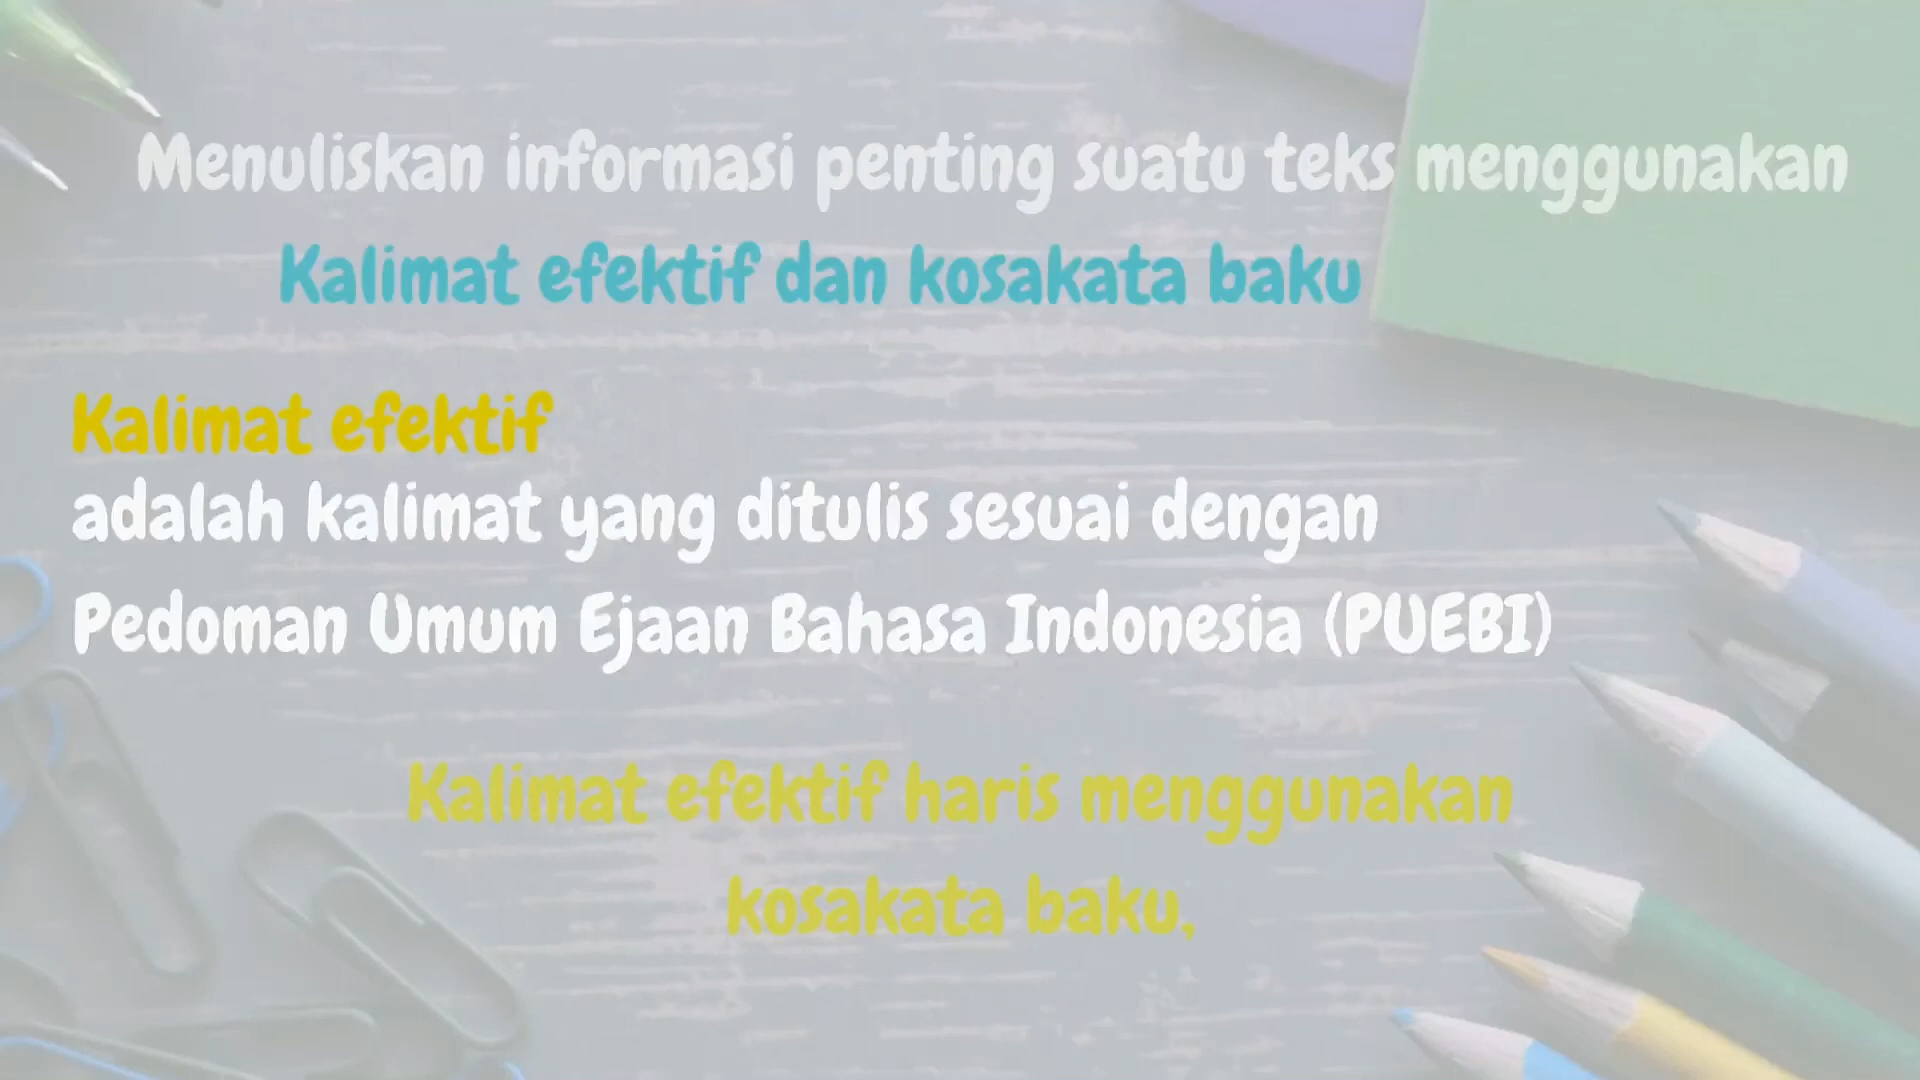 Menuliskan informasi penting suatu teks menggunakan
Kalimat efektif dan kosakata baku
Kalimat efektif
adalah kalimat yang ditulis sesuai dengan
Pedoman Umum Ejaan Bahasa Indonesia (PUEBI)
Kalimat efektif haris menggunakan
kosakata baku,